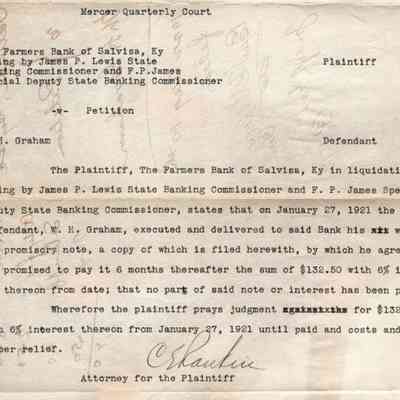 Mercer Quarterly Court
Farmers Bank of Salvisa, Ky
ing by James P. Lewis State Plaintiff
king Commissioner and F.P.James
cial Deputy State Banking Commissioner
-v- Petition
H. Graham Defendant
The Plaintiff, The Farmers Bank of Salvisa, Ky in liquidati
ing by James P. Lewis State Banking Commissioner and F. P. James Spe
uty State Banking Commissioner, states that on January 27, 1921 the
fendant, W. H. Graham, executed and delivered to said Bank his w
promissory note, a copy of which is filed herewith, by which he agre
promised to pay it 6 months thereafter the sum of $132.50 with 6% i
thereon from date; that no part of said note or interest has been p
Wherefore the plaintiff prays judgment for $132
6% interest thereon from January 27, 1921 until paid and costs and
per relief.
C E Rankin
Attorney for the Plaintiff